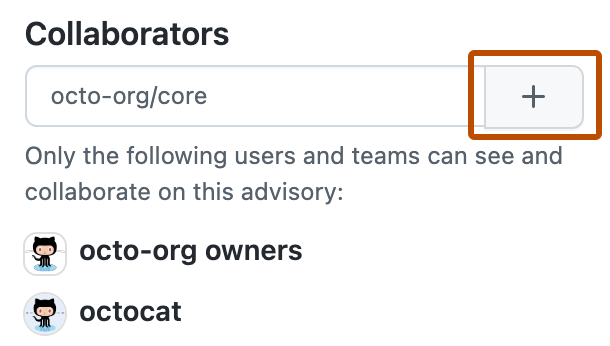 Collaborators
octo-org/core
Only the following users and teams can see and
collaborate on this advisory:
octo-org owners
octocat